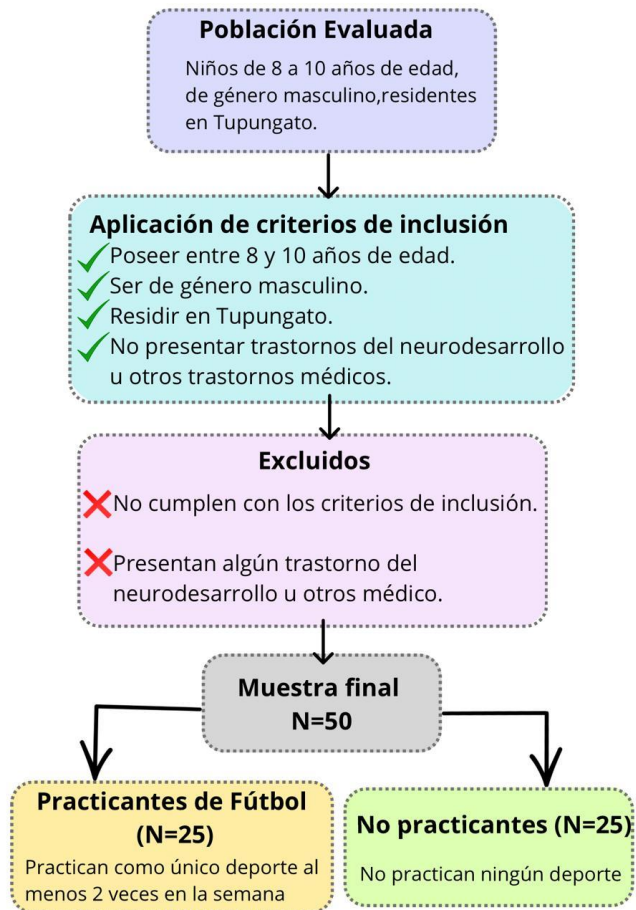 Población Evaluada
Niños de 8 a 10 años de edad,
de género masculino,residentes
en Tupungato.
Aplicación de criterios de inclusión
Poseer entre 8 y 10 años de edad.
Ser de género masculino.
Residir en Tupungato.
No presentar trastornos del neurodesarrollo
u otros trastornos médicos.
Excluidos
No cumplen con los criterios de inclusión.
Presentan algún trastorno del
neurodesarrollo u otros médico.
Muestra final
N=50
Practicantes de Fútbol
(N=25)
Practican como único deporte al
menos 2 veces en la semana
No practicantes (N=25)
No practican ningún deporte